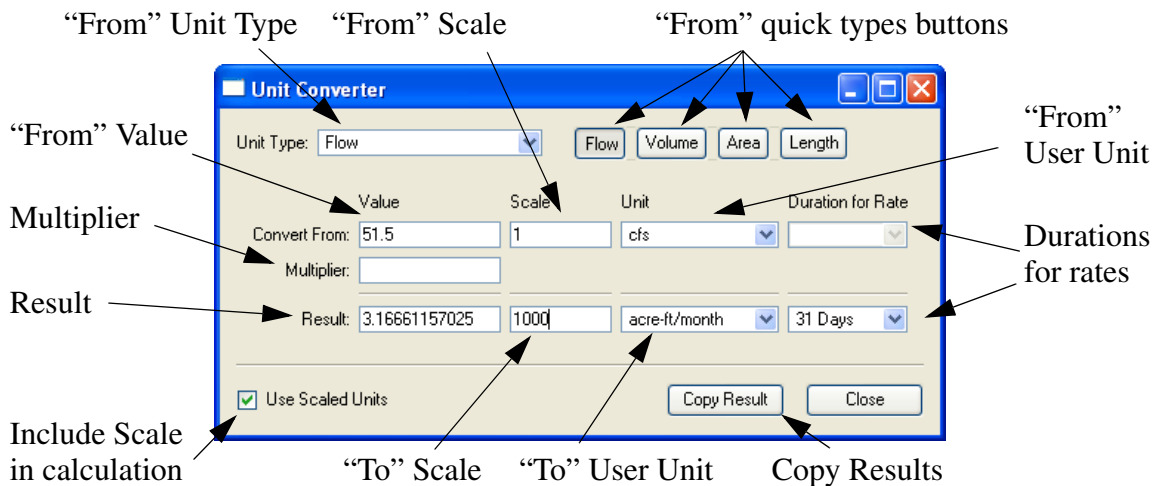 “From” Unit Type “From” Scale “From” quick types buttons
Unit Converter
“From” Value
Unit Type: Flow Flow Volume Area Length
“From”
User Unit
Value Scale Unit Duration for Rate
Multiplier
Convert From: 51.5 1 cfs
Durations
for rates
Multiplier:
Result
Result: 3.16661157025 1000 acre-ft/month 31 Days
Use Scaled Units Copy Result Close
Include Scale
in calculation
“To” Scale “To” User Unit Copy Results